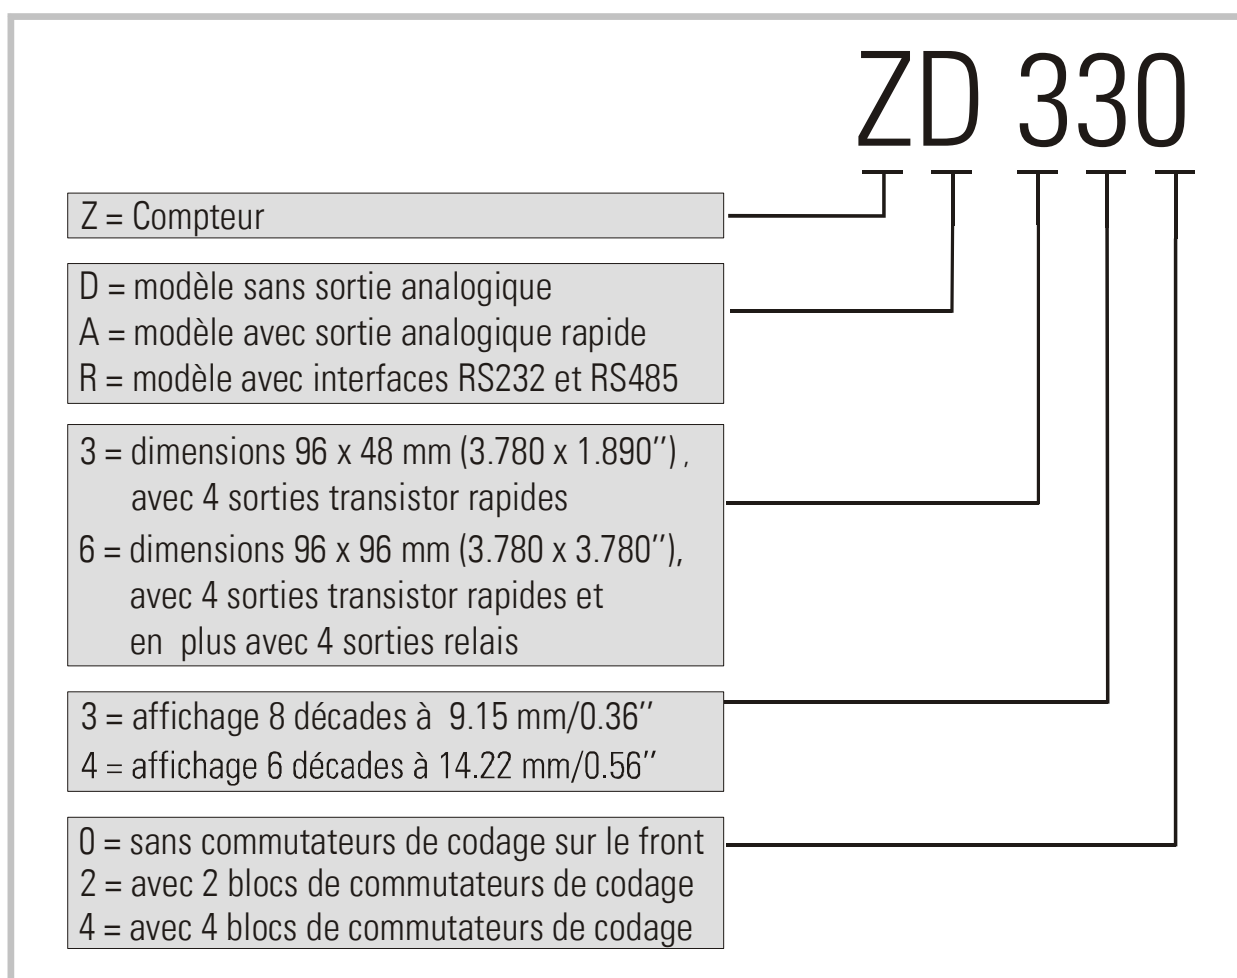 ZD 330
Z = Compteur
D = modèle sans sortie analogique
A = modèle avec sortie analogique rapide
R = modèle avec interfaces RS232 et RS485
3 = dimensions 96 x 48 mm (3.780 x 1.890’’) ,
avec 4 sorties transistor rapides
6 = dimensions 96 x 96 mm (3.780 x 3.780’’),
avec 4 sorties transistor rapides et
en plus avec 4 sorties relais
3 = affichage 8 décades à 9.15 mm/0.36’’
4 = affichage 6 décades à 14.22 mm/0.56’’
0 = sans commutateurs de codage sur le front
2 = avec 2 blocs de commutateurs de codage
4 = avec 4 blocs de commutateurs de codage